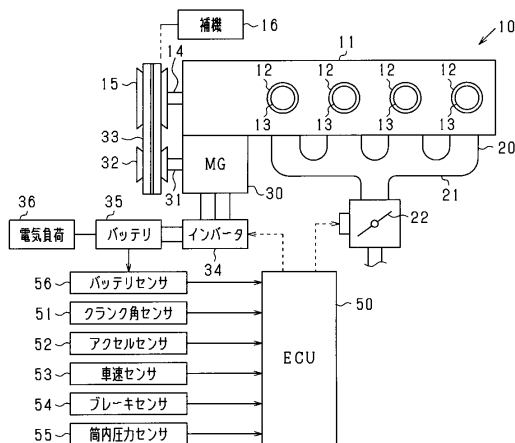 補機
16
10
11
14
15
12
12
12
12
13
13
13
13
33
20
32
MG
21
31
30
22
36
35
電気負荷
バッテリ
インバータ
34
56
バッテリセンサ
50
51
クランク角センサ
52
アクセルセンサ
ECU
53
車速センサ
54
ブレーキセンサ
55
筒内圧力センサ